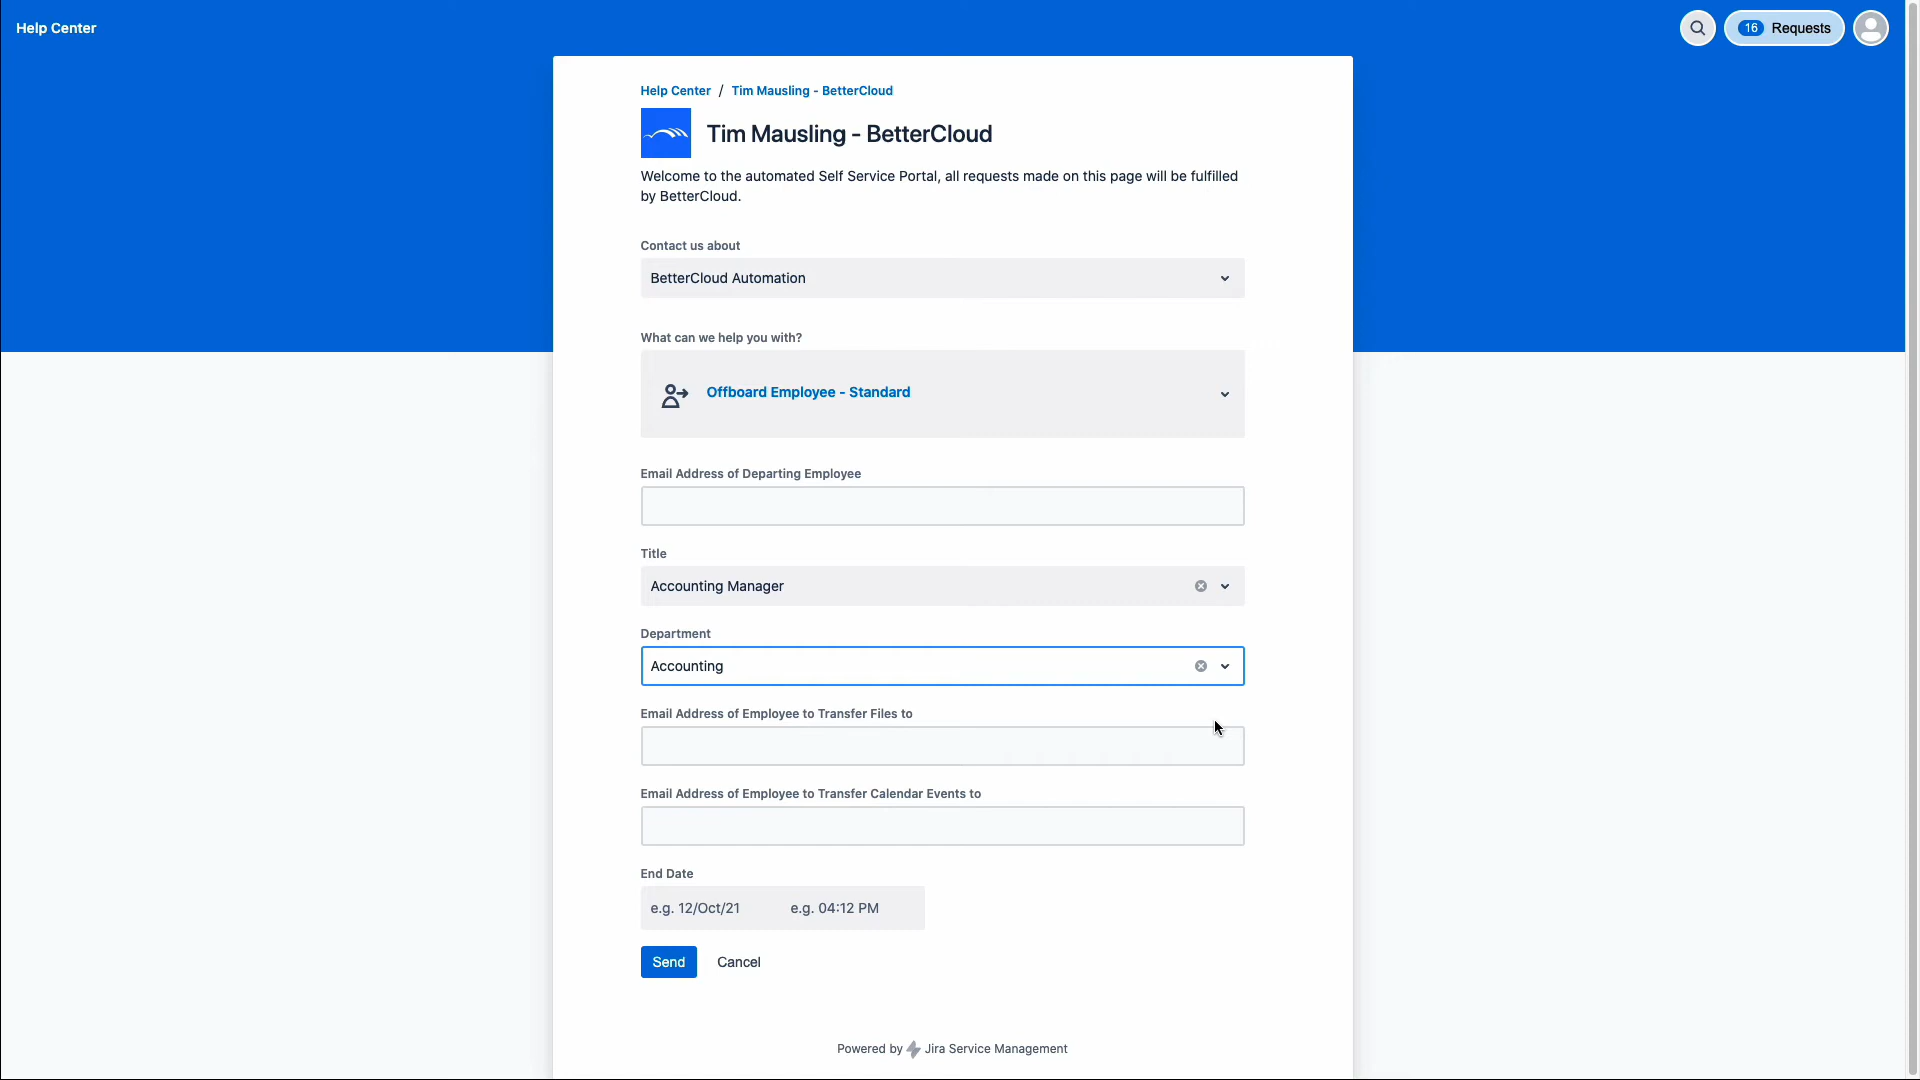 Help Center
16 Requests
Help Center / Tim Mausling - BetterCloud
Tim Mausling - BetterCloud
Welcome to the automated Self Service Portal, all requests made on this page will be fulfilled
by BetterCloud.
Contact us about
BetterCloud Automation
What can we help you with?
Offboard Employee - Standard
Email Address of Departing Employee
Title
Accounting Manager
Department
Accounting
Email Address of Employee to Transfer Files to
Email Address of Employee to Transfer Calendar Events to
End Date
e.g. 12/Oct/21 e.g. 04:12 PM
Send Cancel
Powered by Jira Service Management